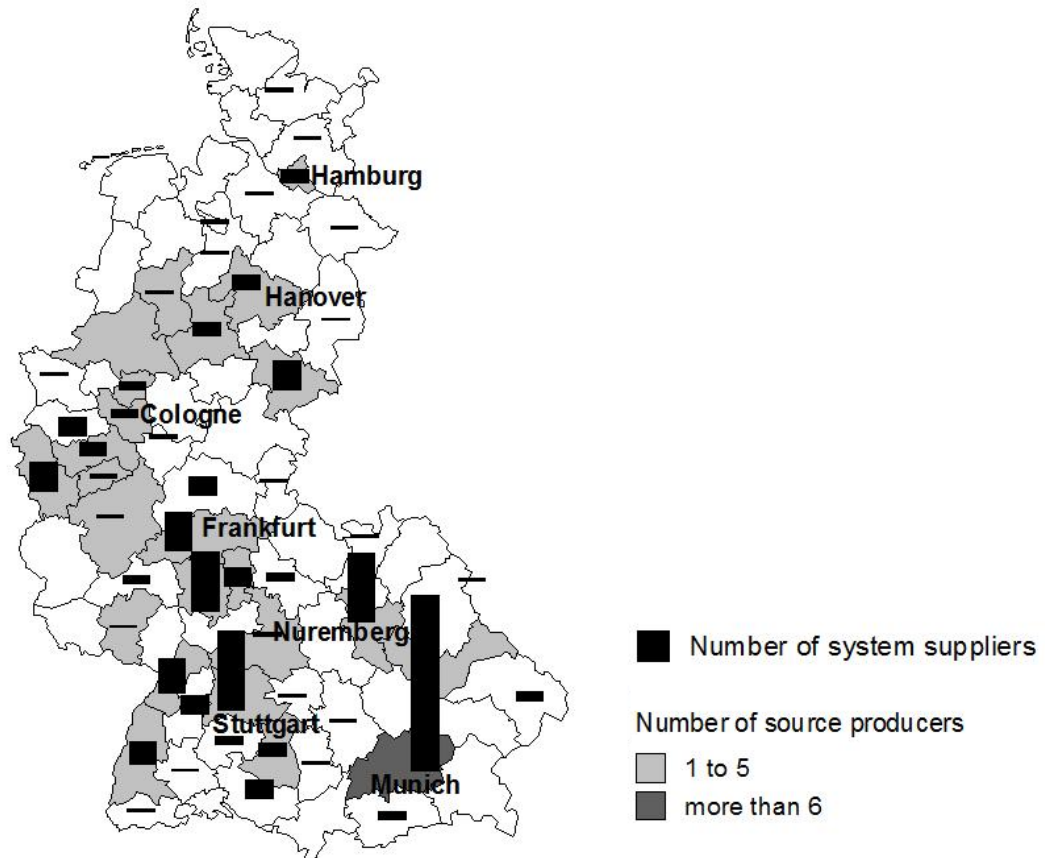 Hamburg
Hanover
Cologne
Frankfurt
Nuremberg
Stuttgart
Munich
Number of system suppliers
Number of source producers
1 to 5
more than 6